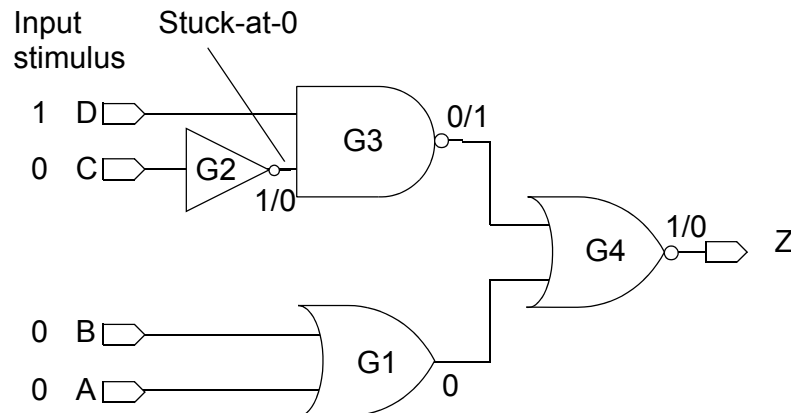 Input
stimulus
Stuck-at-0
1 D
0/1
G3
0 C
G2
1/0
1/0
Z
G4
0 B
G1
0 A
0